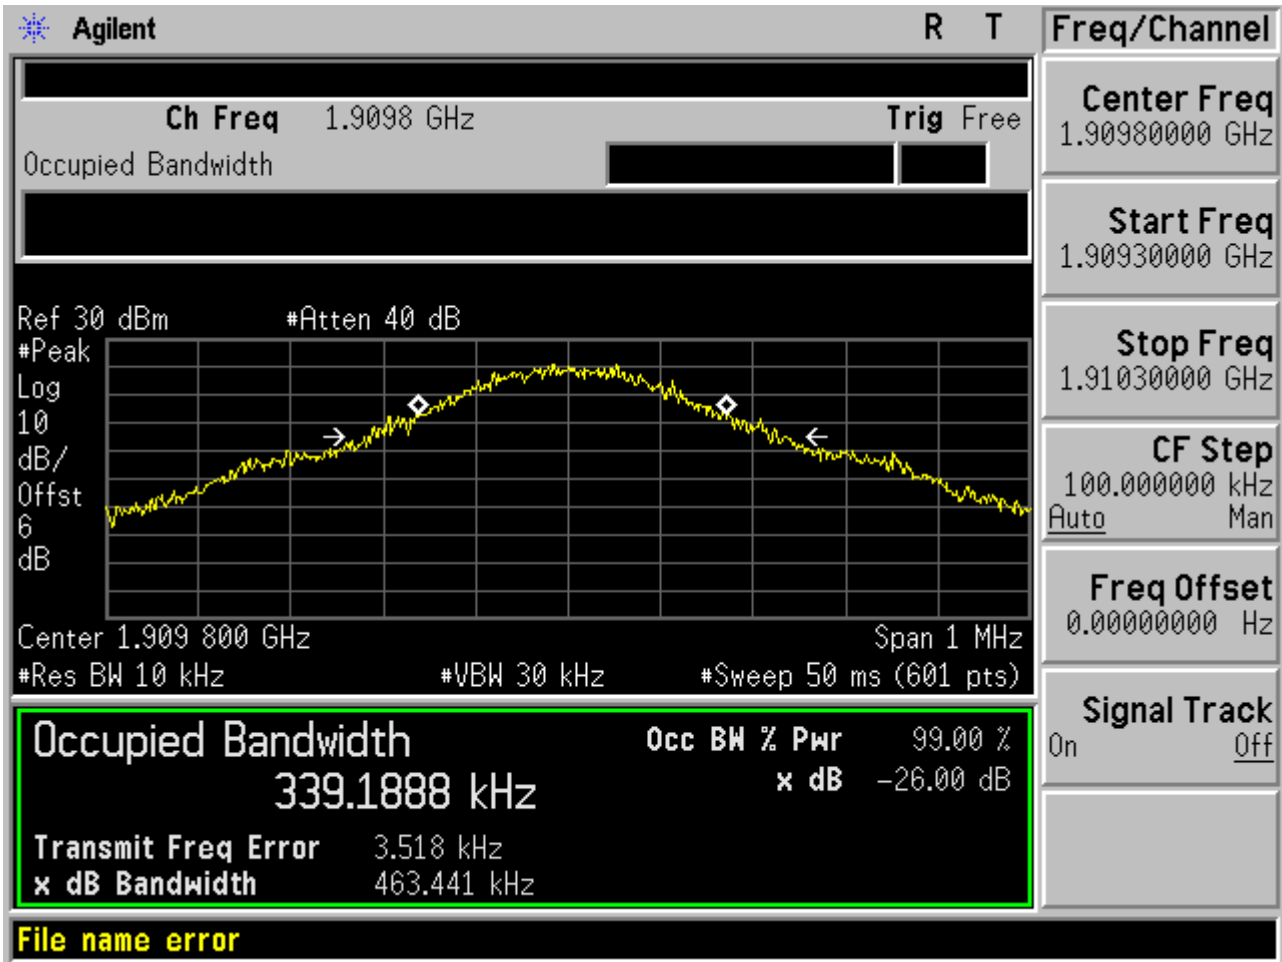 Agilent R T Freq/Channel
Ch Freq 1.9098 GHz Trig Free
Occupied Bandwidth
Center Freq
1.90980000 GHz
Start Freq
1.90930000 GHz
Stop Freq
1.91030000 GHz
CF Step
100.000000 kHz
Auto Man
Freq Offset
0.00000000 Hz
Signal Track
On Off
Ref 30 dBm #Atten 40 dB
#Peak
Log
10
dB/
Offst
6
dB
Center 1.909 800 GHz Span 1 MHz
#Res BW 10 kHz #VBW 30 kHz #Sweep 50 ms (601 pts)
Occupied Bandwidth Occ BW % Pwr 99.00 %
339.1888 kHz x dB -26.00 dB
Transmit Freq Error 3.518 kHz
x dB Bandwidth 463.441 kHz
File name error